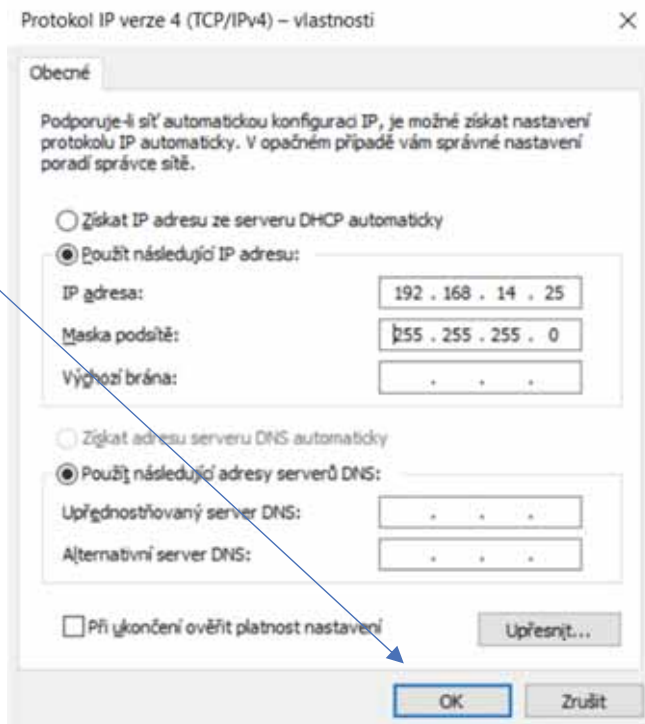 Protokol IP verze 4 (TCP/IPv4) – vlastnosti
Obecné
Podporuje-li síť automatickou konfiguraci IP, je možné získat nastavení
protokolu IP automaticky. V opačném případě vám správné nastavení
poradí správce sítě.
Získat IP adresu ze serveru DHCP automaticky
Použít následující IP adresu:
IP adresa: 192 . 168 . 14 . 25
Maska podsítě: 255 . 255 . 255 . 0
Výchozí brána: . . .
Získat adresu serveru DNS automaticky
Použít následující adresy serverů DNS:
Upřednostňovaný server DNS: . . .
Alternativní server DNS: . . .
Při ukončení ověřit platnost nastavení Upřesnit...
OK Zrušit